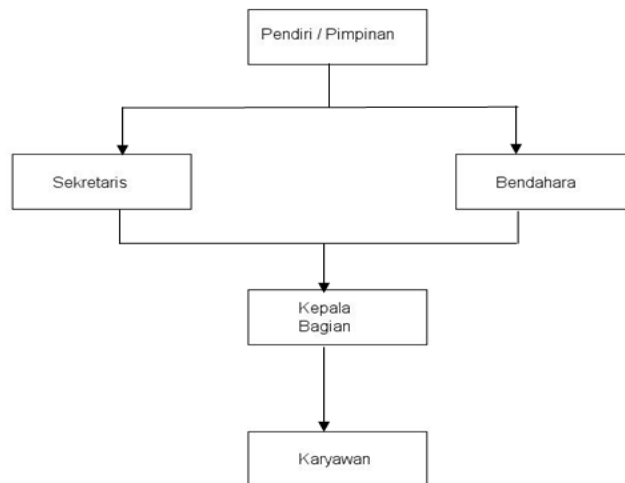 Pendiri / Pimpinan
Sekretaris
Bendahara
Kepala
Bagian
Karyawan